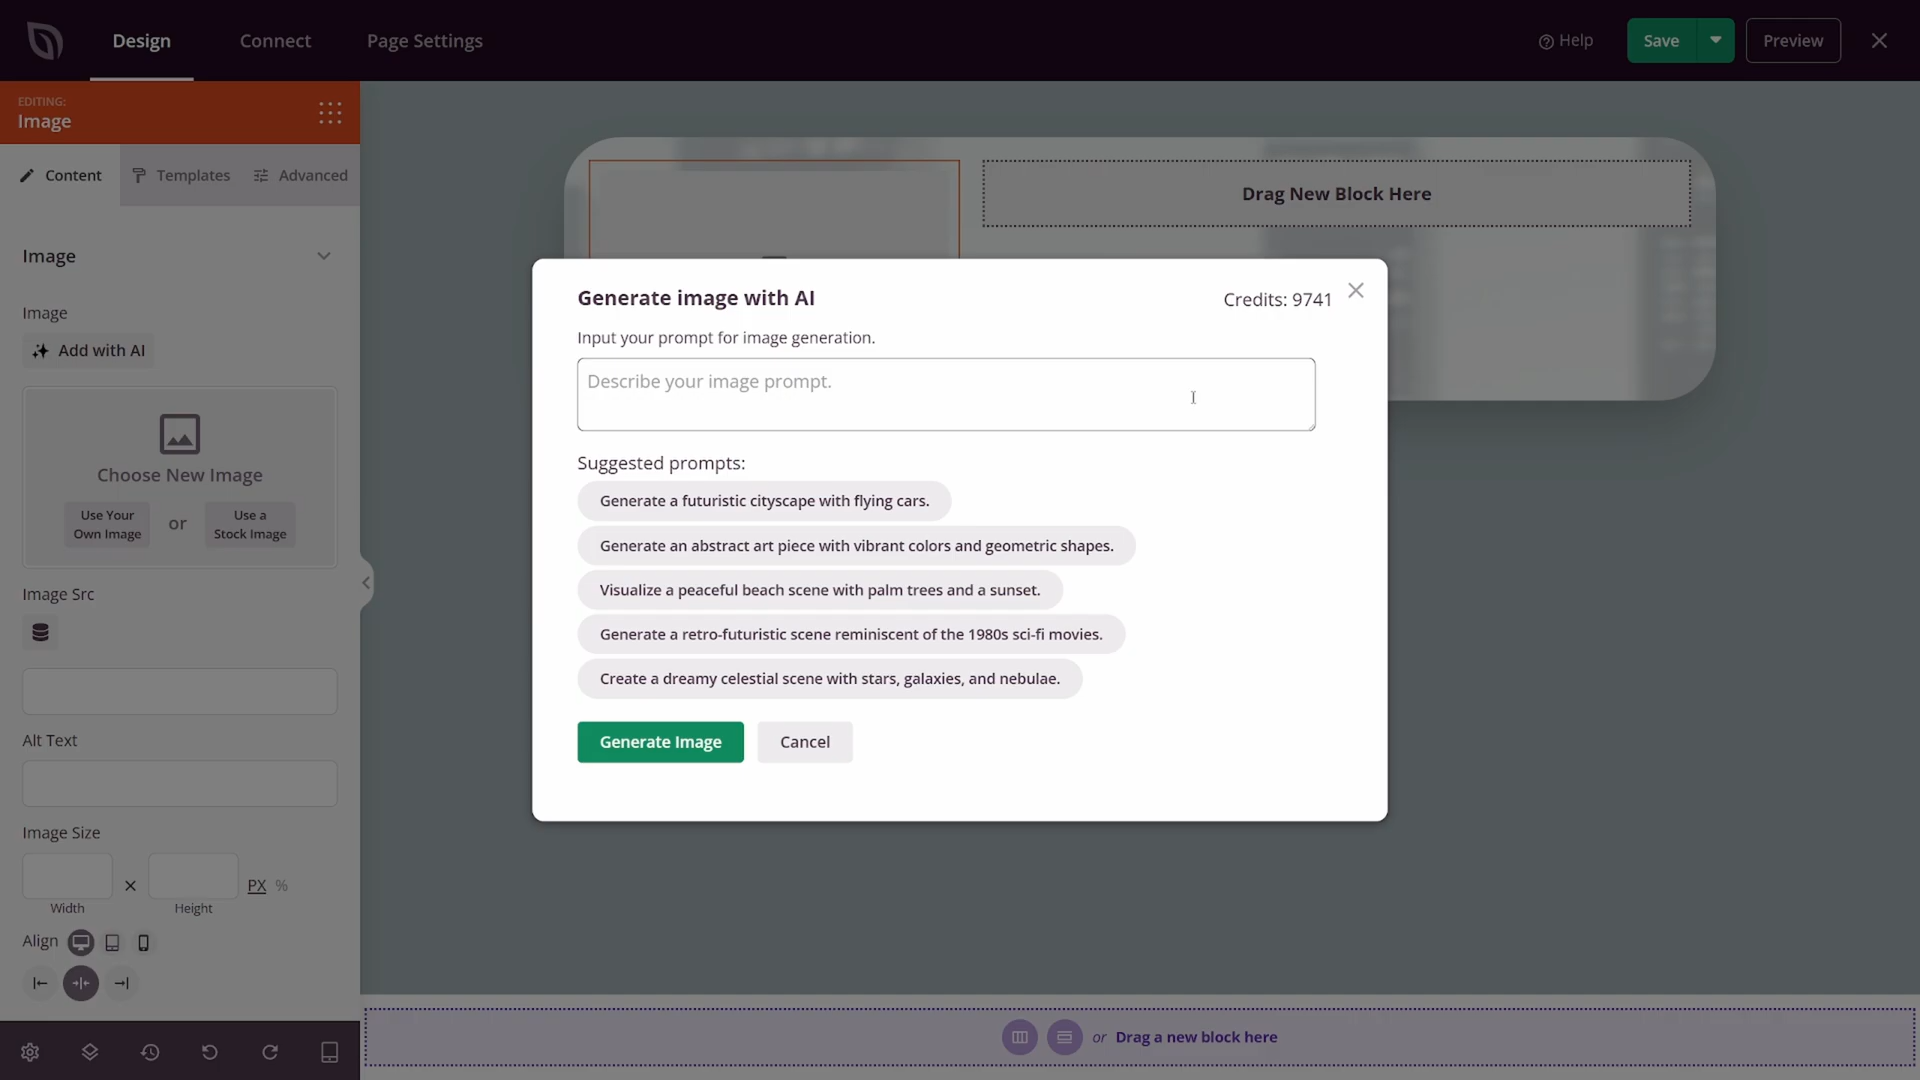 Design
Connect
Page Settings
Help
Save
Preview
EDITING:
Image
Content
Templates
Advanced
Image
Image
Add with AI
Choose New Image
Use Your
Own Image
or
Use a
Stock Image
Image Src
Alt Text
Image Size
PX %
Width
Height
Align
Drag New Block Here
Generate image with AI
Credits: 9741
Input your prompt for image generation.
Describe your image prompt.
Suggested prompts:
Generate a futuristic cityscape with flying cars.
Generate an abstract art piece with vibrant colors and geometric shapes.
Visualize a peaceful beach scene with palm trees and a sunset.
Generate a retro-futuristic scene reminiscent of the 1980s sci-fi movies.
Create a dreamy celestial scene with stars, galaxies, and nebulae.
Generate Image
Cancel
or Drag a new block here